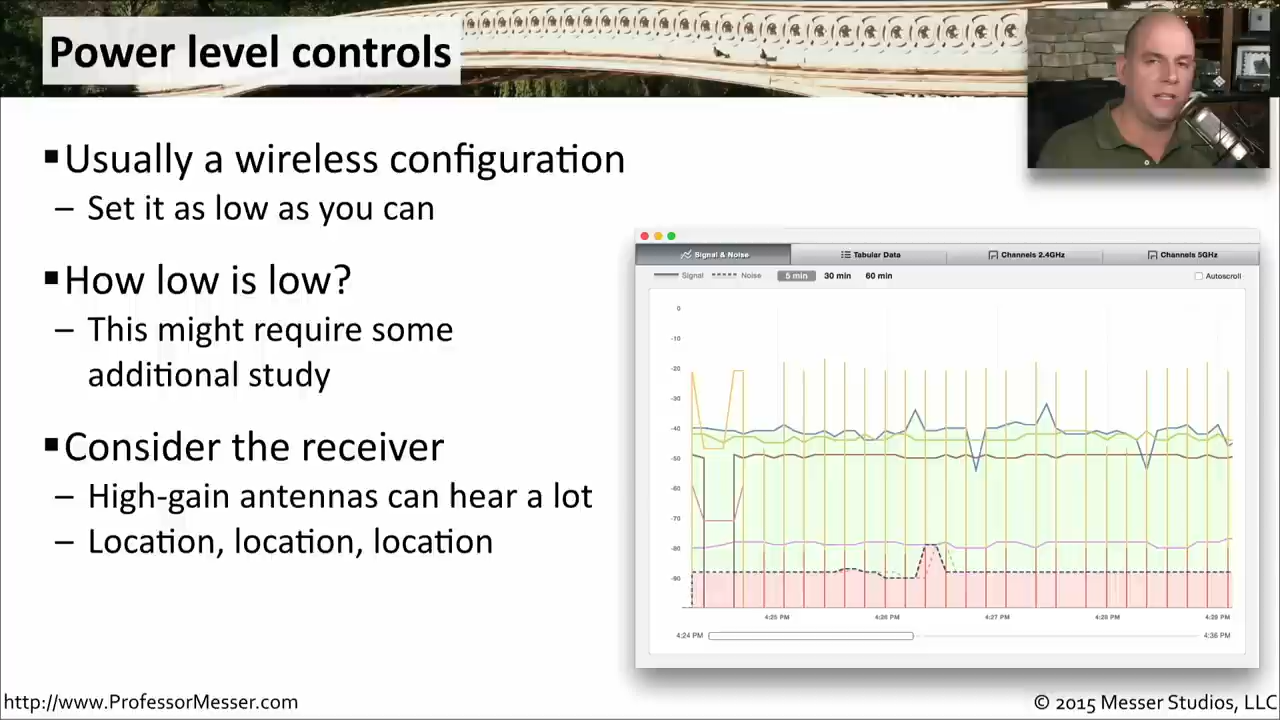 Power level controls
▪Usually a wireless configuration
– Set it as low as you can
▪How low is low?
– This might require some
additional study
▪Consider the receiver
– High-gain antennas can hear a lot
– Location, location, location
Signal & Noise
Tabular Data
Channels 2.4GHz
Channels 5GHz
Signal
Noise
5 min
30 min
60 min
Autoscroll
0
-10
-20
-30
-40
-50
-60
-70
-80
-90
4:25 PM
4:26 PM
4:27 PM
4:28 PM
4:29 PM
4:24 PM
4:36 PM
http://www.ProfessorMesser.com
© 2015 Messer Studios, LLC